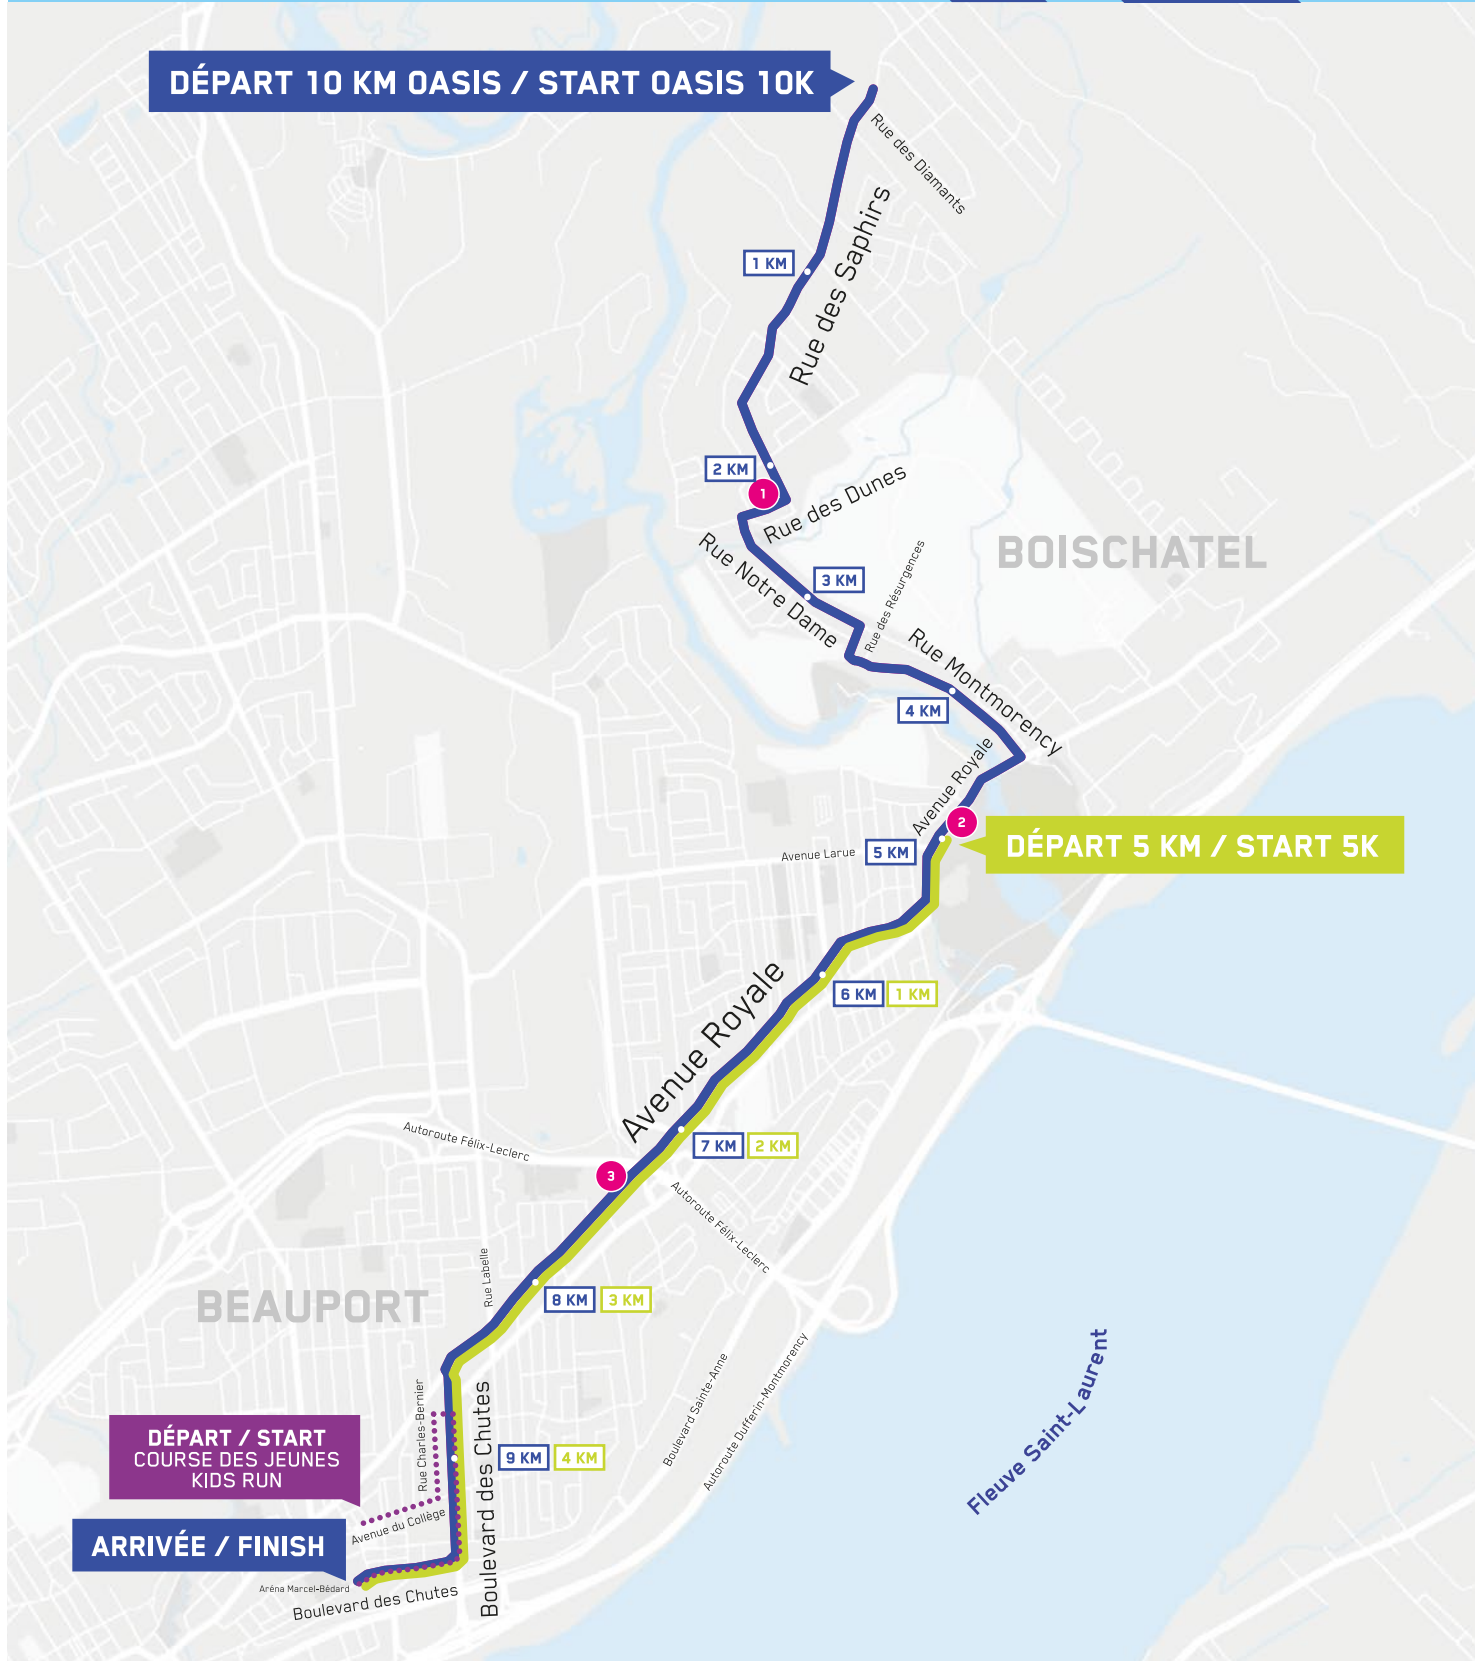 DÉPART 10 KM OASIS / START OASIS 10K
Rue des Diamants
Rue des Saphirs
1 KM
2 KM
1
Rue des Dunes
Rue Notre Dame
3 KM
Rue des Résurgences
BOISCHATEL
Rue Montmorency
4 KM
Avenue Royale
2
DÉPART 5 KM / START 5K
Avenue Larue
5 KM
6 KM
1 KM
Avenue Royale
7 KM
2 KM
Autoroute Félix-Leclerc
3
Autoroute Félix-Leclerc
Rue Labelle
BEAUPORT
8 KM
3 KM
Fleuve Saint-Laurent
Boulevard Sainte-Anne
Autoroute Dufferin-Montmorency
Rue Charles-Bernier
Boulevard des Chutes
DÉPART / START
COURSE DES JEUNES
KIDS RUN
9 KM
4 KM
Avenue du Collège
ARRIVÉE / FINISH
Aréna Marcel-Bédard
Boulevard des Chutes